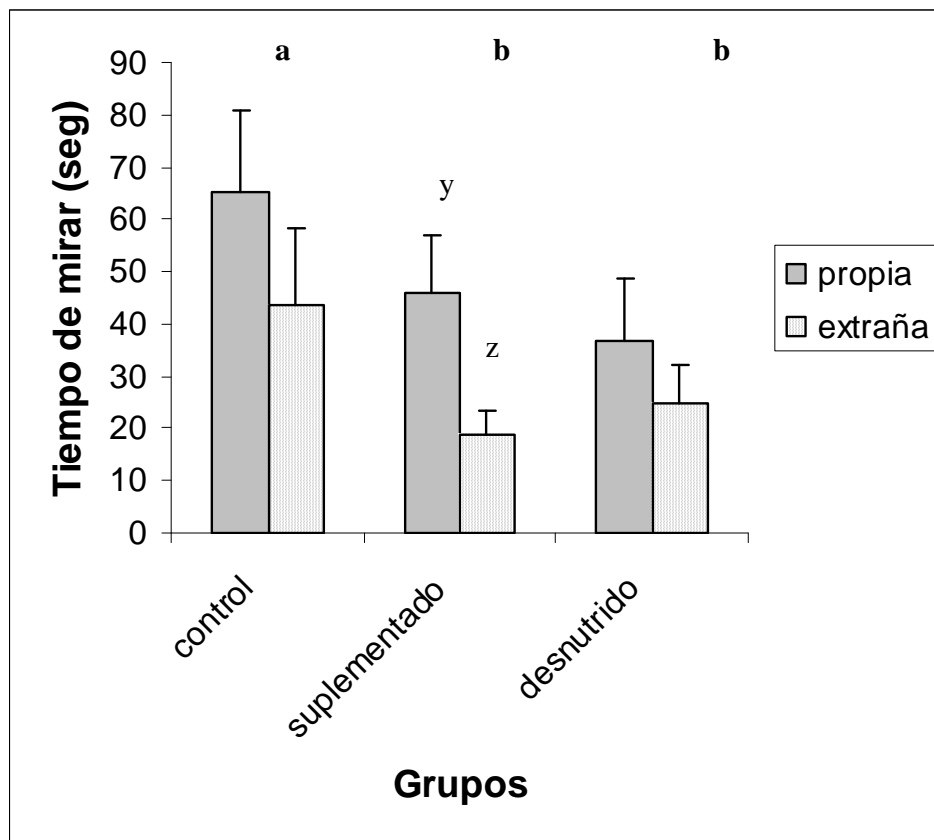 a b b
90
80
70
60
50
40
30
20
10
0
Tiempo de mirar (seg)
y
z
propia
extraña
control
suplementado
desnutrido
Grupos